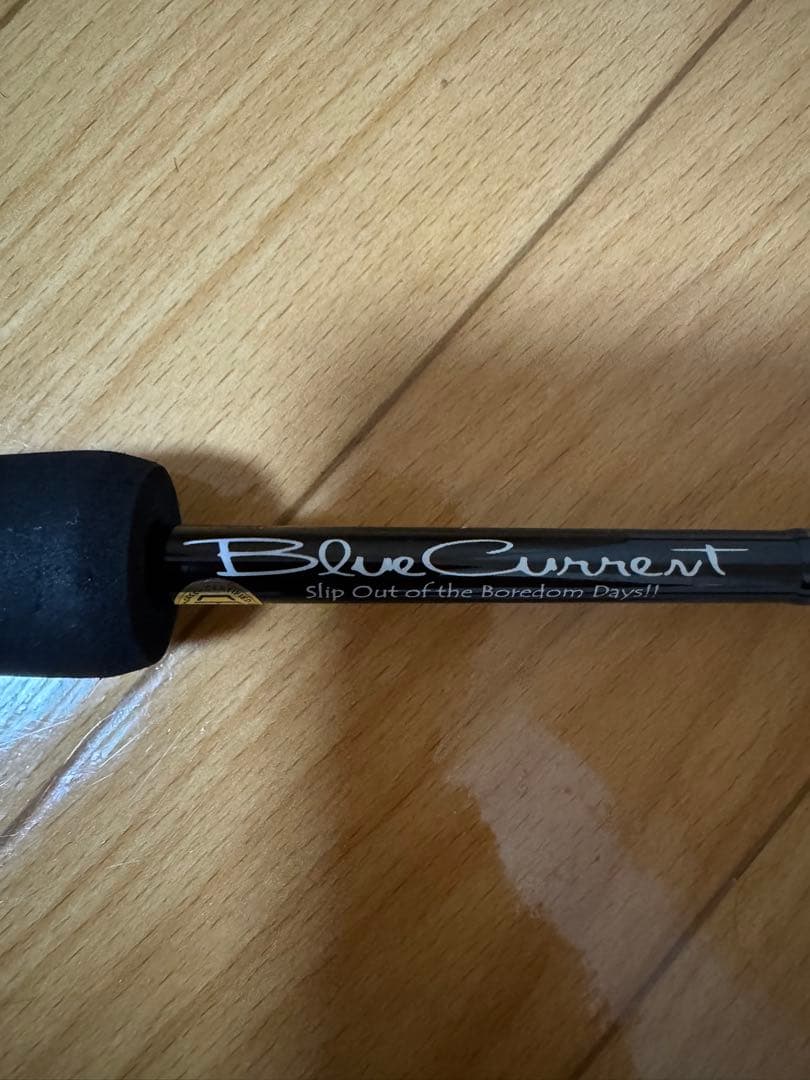 BlueCurrent
Slip Out of the Boredom Days!!